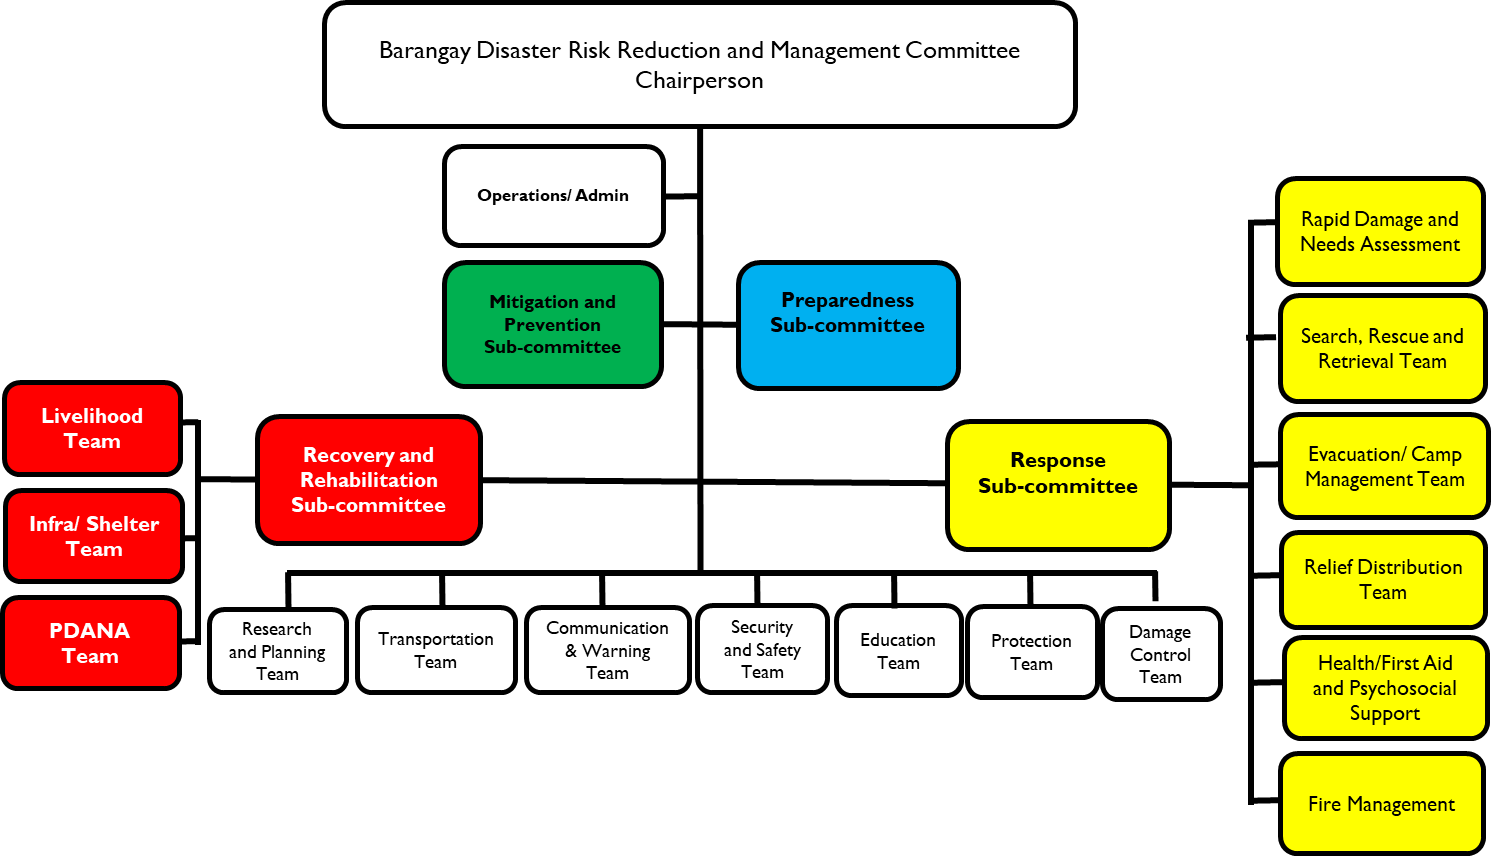 Barangay Disaster Risk Reduction and Management Committee
Chairperson
Operations/ Admin
Mitigation and
Prevention
Sub-committee
Preparedness
Sub-committee
Recovery and
Rehabilitation
Sub-committee
Response
Sub-committee
Livelihood
Team
Infra/ Shelter
Team
PDANA
Team
Research
and Planning
Team
Transportation
Team
Communication
& Warning
Team
Security
and Safety
Team
Education
Team
Protection
Team
Damage
Control
Team
Rapid Damage and
Needs Assessment
Search, Rescue and
Retrieval Team
Evacuation/ Camp
Management Team
Relief Distribution
Team
Health/First Aid
and Psychosocial
Support
Fire Management